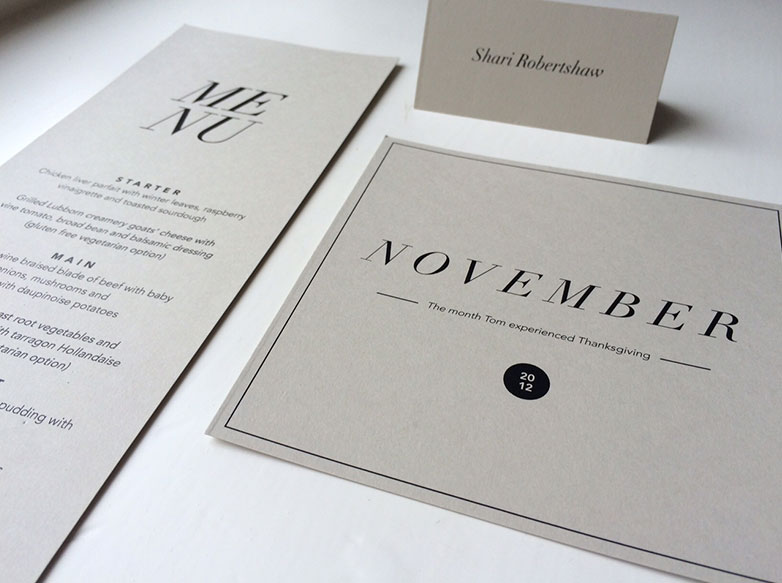 ME
NU
STARTER
Chicken liver parfait with winter leaves, raspberry
vinaigrette and toasted sourdough
Grilled Lubborn creamery goats' cheese with
vine tomato, broad bean and balsamic dressing
(gluten free vegetarian option)
MAIN
wine braised blade of beef with baby
onions, mushrooms and
with daupinoise potatoes
root vegetables and
with tarragon Hollandaise
option)
pudding with
Shari Robertshaw
NOVEMBER
The month Tom experienced Thanksgiving
20
12